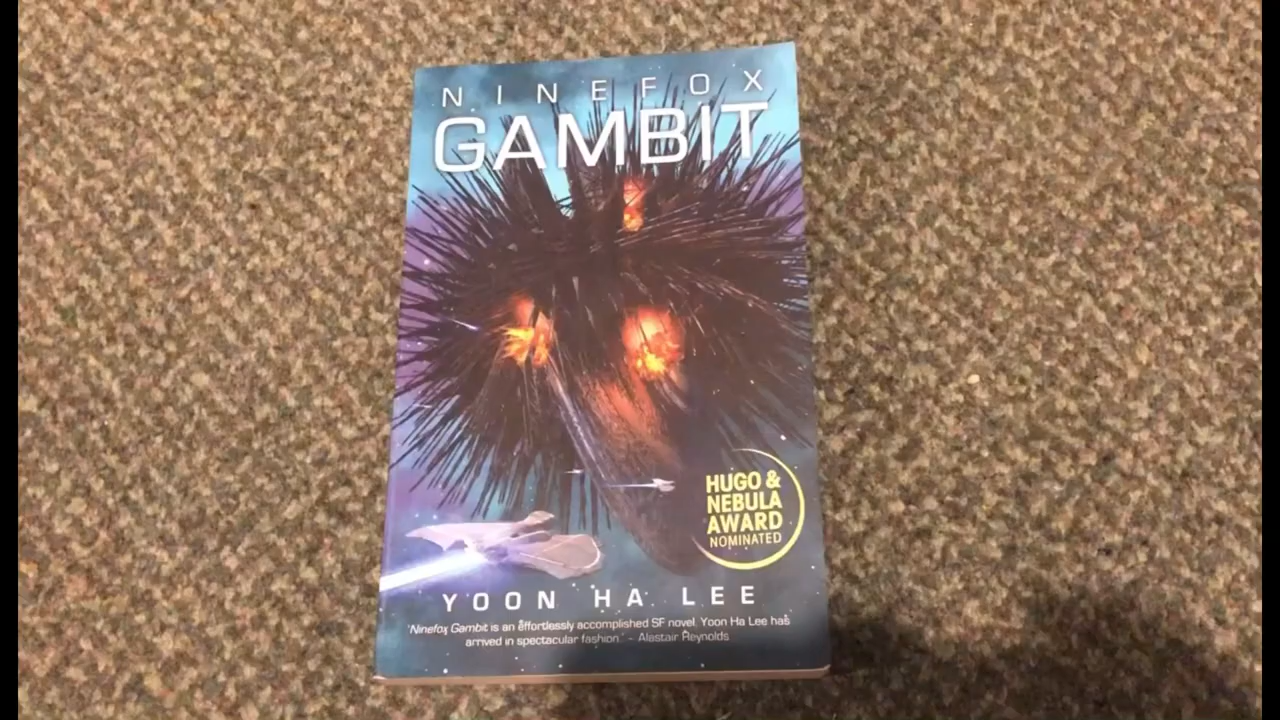 NINEFOX
GAMBIT
HUGO &
NEBULA
AWARD
NOMINATED
YOON HA LEE
'Ninefox Gambit is an effortlessly accomplished SF novel. Yoon Ha Lee has
arrived in spectacular fashion.' - Alastair Reynolds